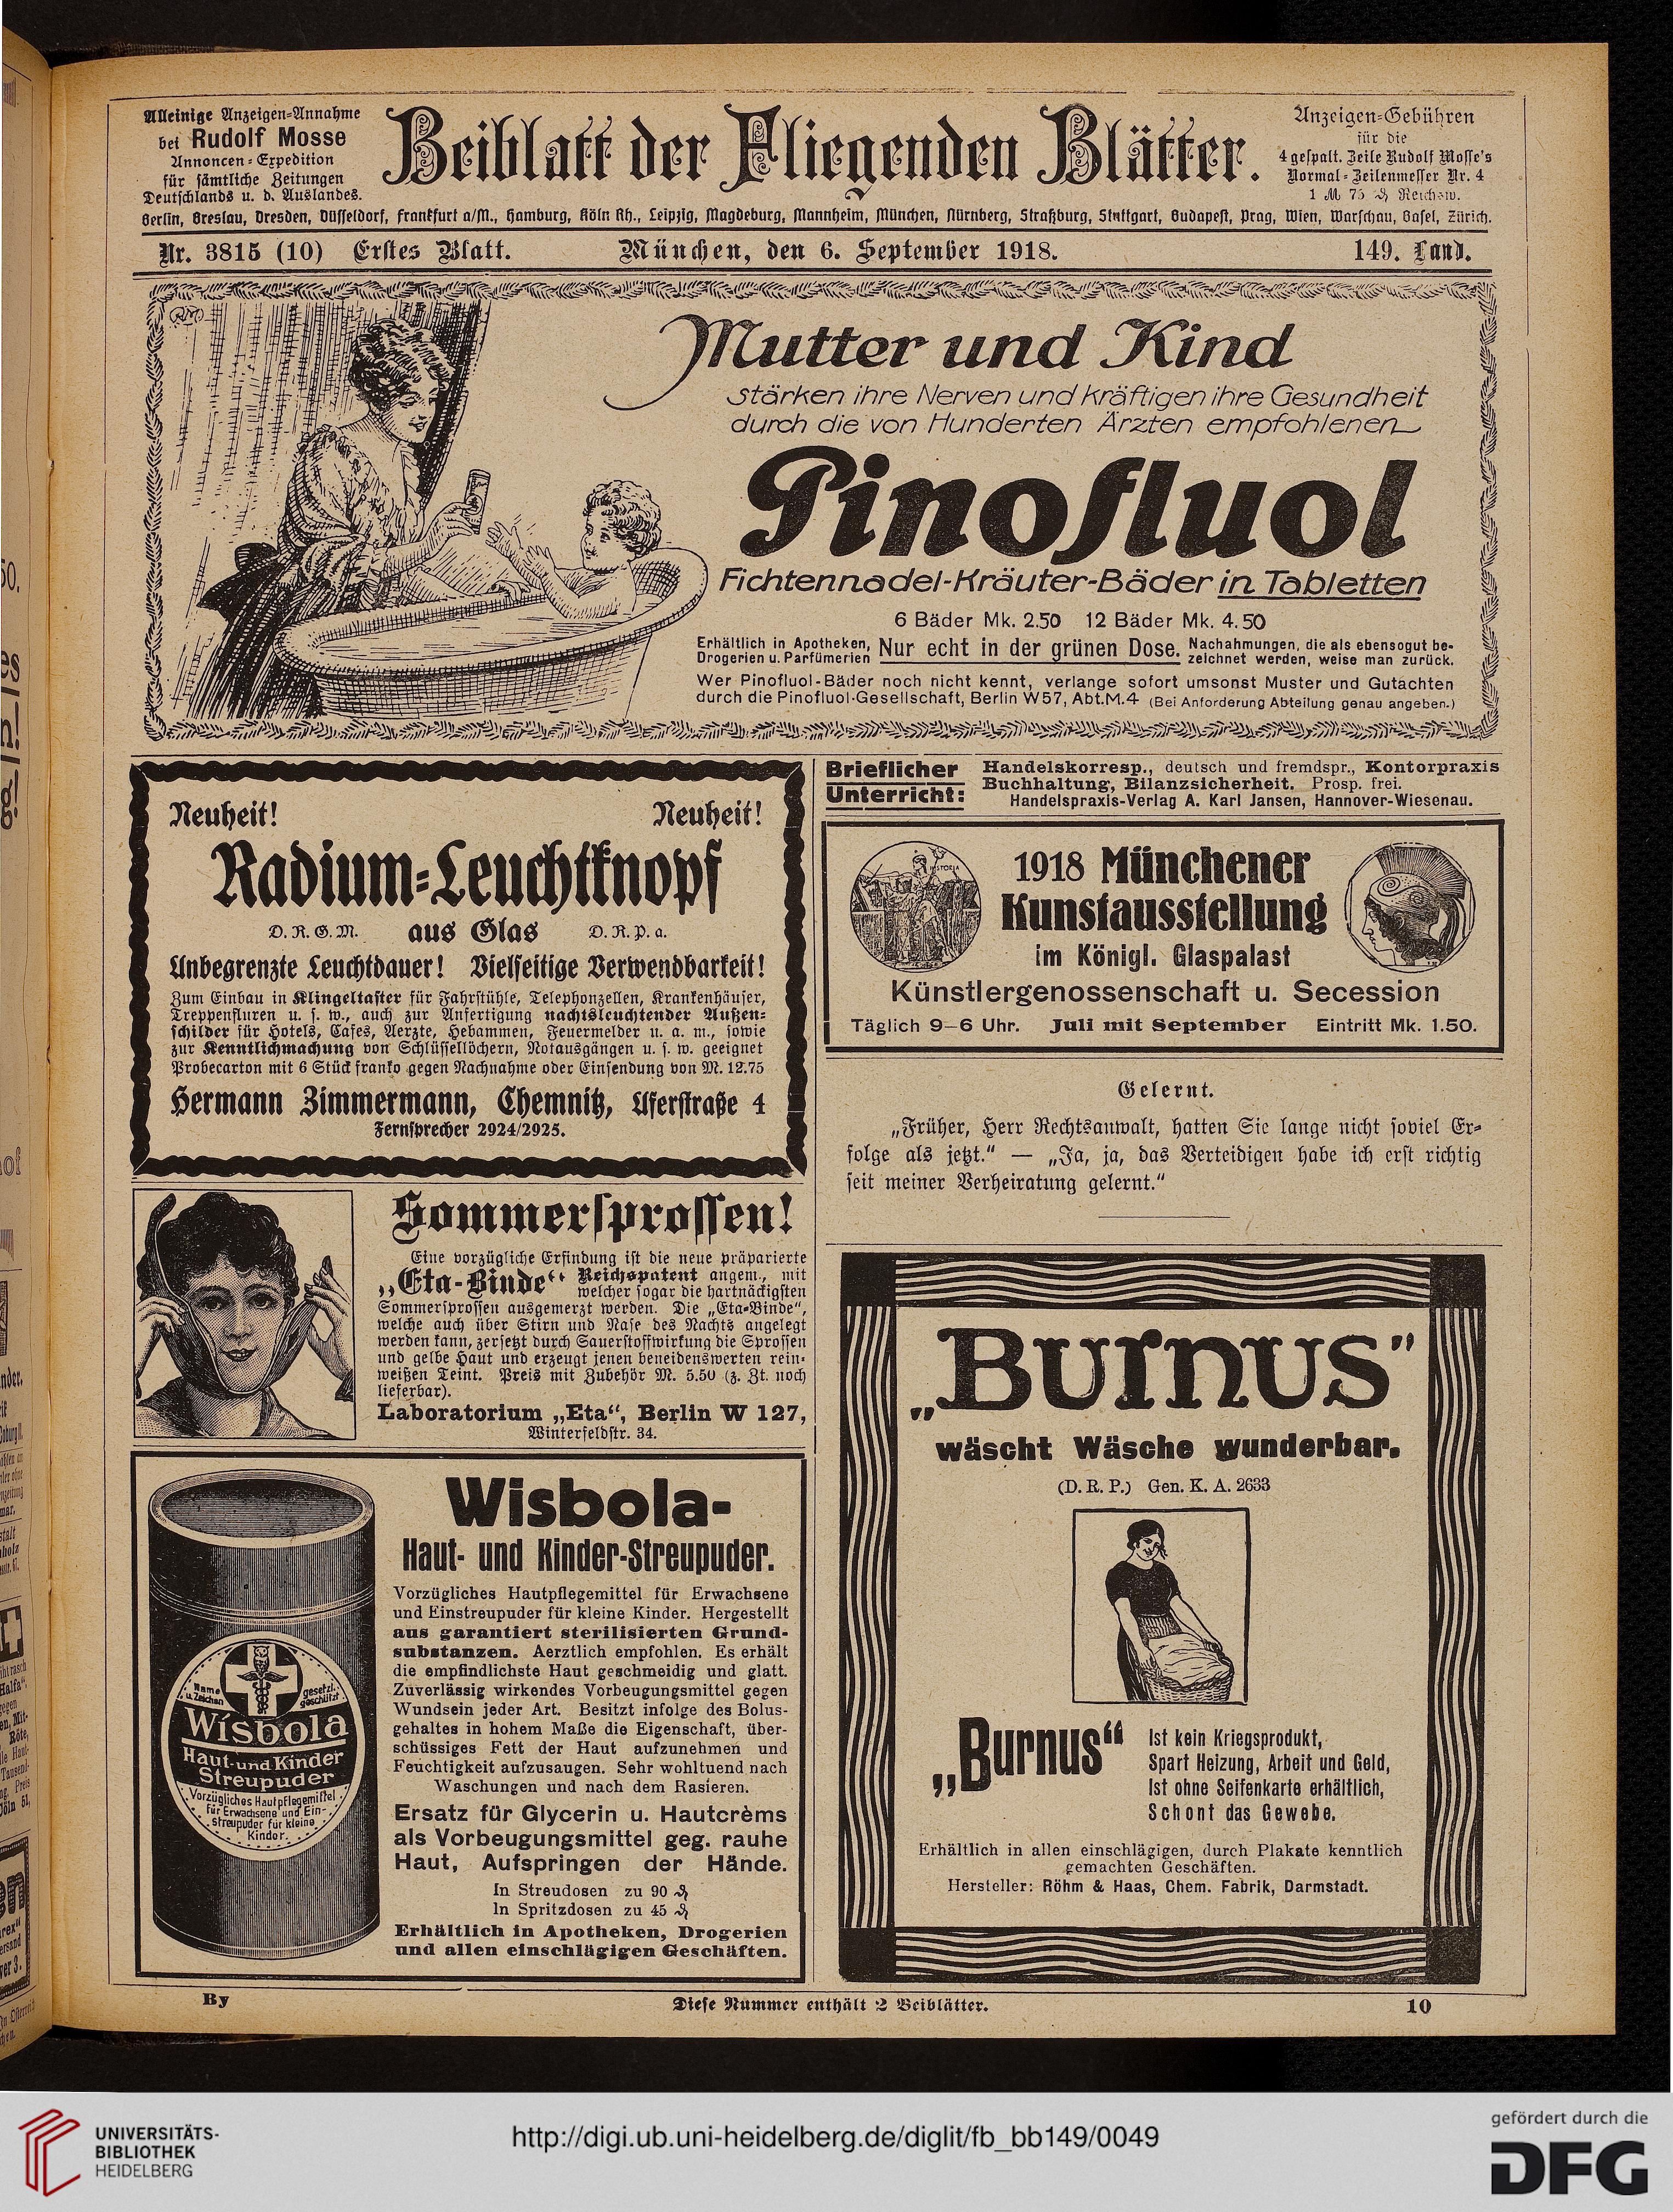 Alleinige Anzeigen-Annahme
bei Rudolf Mosse
Annoncen-Expedition
für sämtliche Zeitungen
Deutschlands u. d. Auslandes.
Beiblatt der Fliegenden Blätter.
Anzeigen-Gebühren
für die
4 gespalt. Zeile Rudolf Mosse's
Normal-Zeilenmesser Nr. 4
1 M 75 ₰ Reichsw.
Berlin, Breslau, Dresden, Düsseldorf, Frankfurt a/M., Hamburg, Köln Rh., Leipzig, Magdeburg, Mannheim, München, Nürnberg, Straßburg, Stuttgart, Budapest, Prag, Wien, Warschau, Basel, Zürich.
Nr. 3815 (10) Erstes Blatt. München, den 6. September 1918. 149. Band.
Mutter und Kind
stärken ihre Nerven und kräftigen ihre Gesundheit
durch die von Hunderten Ärzten empfohlenen
Pinofluol
Fichtennadel-Kräuter-Bäder in Tabletten
6 Bäder Mk. 2.50 12 Bäder Mk. 4.50
Erhältlich in Apotheken,
Drogerien u. Parfümerien
Nur echt in der grünen Dose.
Nachahmungen, die als ebensogut be-
zeichnet werden, weise man zurück.
Wer Pinofluol-Bäder noch nicht kennt, verlange sofort umsonst Muster und Gutachten
durch die Pinofluol-Gesellschaft, Berlin W57, Abt.M.4 (Bei Anforderung Abteilung genau angeben.)
Neuheit! Neuheit!
Radium-Leuchtknopf
D. R. G. M. aus Glas D. R. P. a.
Unbegrenzte Leuchtdauer! Vielseitige Verwendbarkeit!
Zum Einbau in Klingeltaster für Fahrstühle, Telephonzellen, Krankenhäuser,
Treppenfluren u. s. w., auch zur Anfertigung nachtsleuchtender Außen-
schilder für Hotels, Cafes, Aerzte, Hebammen, Feuermelder u. a. m., sowie
zur Kenntlichmachung von Schlüssellöchern, Notausgängen u. s. w. geeignet
Probecarton mit 6 Stück franko gegen Nachnahme oder Einsendung von M. 12.75
Hermann Zimmermann, Chemnitz, Uferstraße 4
Fernsprecher 2924/2925.
Sommersprossen!
Eine vorzügliche Erfindung ist die neue präparierte
„Eta-Binde“ Reichspatent angem., mit
welcher sogar die hartnäckigsten
Sommersprossen ausgemerzt werden. Die „Eta-Binde“,
welche auch über Stirn und Nase des Nachts angelegt
werden kann, zersetzt durch Sauerstoffwirkung die Sprossen
und gelbe Haut und erzeugt jenen beneidenswerten rein-
weißen Teint. Preis mit Zubehör M. 5.50 (z. Zt. noch
lieferbar).
Laboratorium „Eta“, Berlin W 127,
Winterfeldstr. 34.
Wisbola-
Haut- und Kinder-Streupuder.
Vorzügliches Hautpflegemittel für Erwachsene
und Einstreupuder für kleine Kinder. Hergestellt
aus garantiert sterilisierten Grund-
substanzen. Aerztlich empfohlen. Es erhält
die empfindlichste Haut geschmeidig und glatt.
Zuverlässig wirkendes Vorbeugungsmittel gegen
Wundsein jeder Art. Besitzt infolge des Bolus-
gehaltes in hohem Maße die Eigenschaft, über-
schüssiges Fett der Haut aufzunehmen und
Feuchtigkeit aufzusaugen. Sehr wohltuend nach
Waschungen und nach dem Rasieren.
Ersatz für Glycerin u. Hautcrèms
als Vorbeugungsmittel geg. rauhe
Haut, Aufspringen der Hände.
In Streudosen zu 90 ₰
In Spritzdosen zu 45 ₰
Erhältlich in Apotheken, Drogerien
und allen einschlägigen Geschäften.
Name
u. Zeichen
gesetzl.
geschützt
Wisbola
Haut-und Kinder
Streupuder
Vorzügliches Hautpflegemittel
für Erwachsene und Ein-
streupuder für kleine
Kinder.
Brieflicher
Unterricht:
Handelskorresp., deutsch und fremdspr., Kontorpraxis
Buchhaltung, Bilanzsicherheit. Prosp. frei.
Handelspraxis-Verlag A. Karl Jansen, Hannover-Wiesenau.
1918 Münchener
Kunstausstellung
im Königl. Glaspalast
Künstlergenossenschaft u. Secession
Täglich 9–6 Uhr. Juli mit September Eintritt Mk. 1.50.
Gelernt.
„Früher, Herr Rechtsanwalt, hatten Sie lange nicht soviel Er-
folge als jetzt.“ — „Ja, ja, das Verteidigen habe ich erst richtig
seit meiner Verheiratung gelernt.“
„Burnus"
wäscht Wäsche wunderbar.
(D. R. P.) Gen. K. A. 2633
„Burnus“
Ist kein Kriegsprodukt,
Spart Heizung, Arbeit und Geld,
Ist ohne Seifenkarte erhältlich,
Schont das Gewebe.
Erhältlich in allen einschlägigen, durch Plakate kenntlich
gemachten Geschäften.
Hersteller: Röhm & Haas, Chem. Fabrik, Darmstadt.
By Diese Nummer enthält 2 Beiblätter. 10
UNIVERSITÄTS-
BIBLIOTHEK
HEIDELBERG
http://digi.ub.uni-heidelberg.de/diglit/fb_bb149/0049
gefördert durch die
DFG